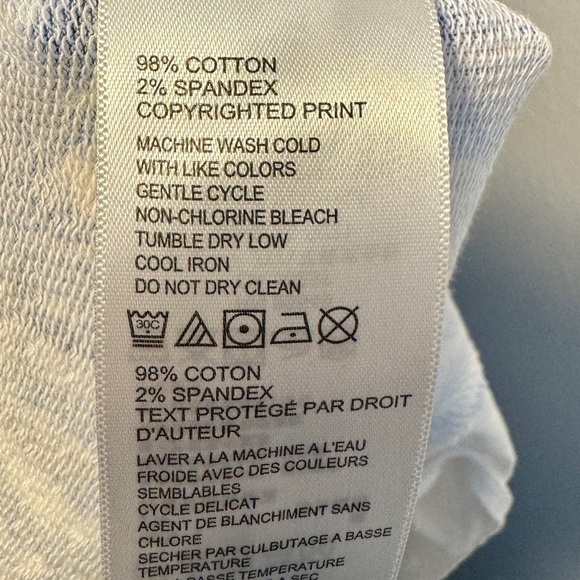 98% COTTON
2% SPANDEX
COPYRIGHTED PRINT
MACHINE WASH COLD
WITH LIKE COLORS
GENTLE CYCLE
NON-CHLORINE BLEACH
TUMBLE DRY LOW
COOL IRON
DO NOT DRY CLEAN
30C
98% COTON
2% SPANDEX
TEXT PROTÉGÉ PAR DROIT
D'AUTEUR
LAVER A LA MACHINE A L'EAU
FROIDE AVEC DES COULEURS
SEMBLABLES
CYCLE DELICAT
AGENT DE BLANCHIMENT SANS
CHLORE
SECHER PAR CULBUTAGE A BASSE
TEMPERATURE
BASSE TEMPERATURE
A SEC